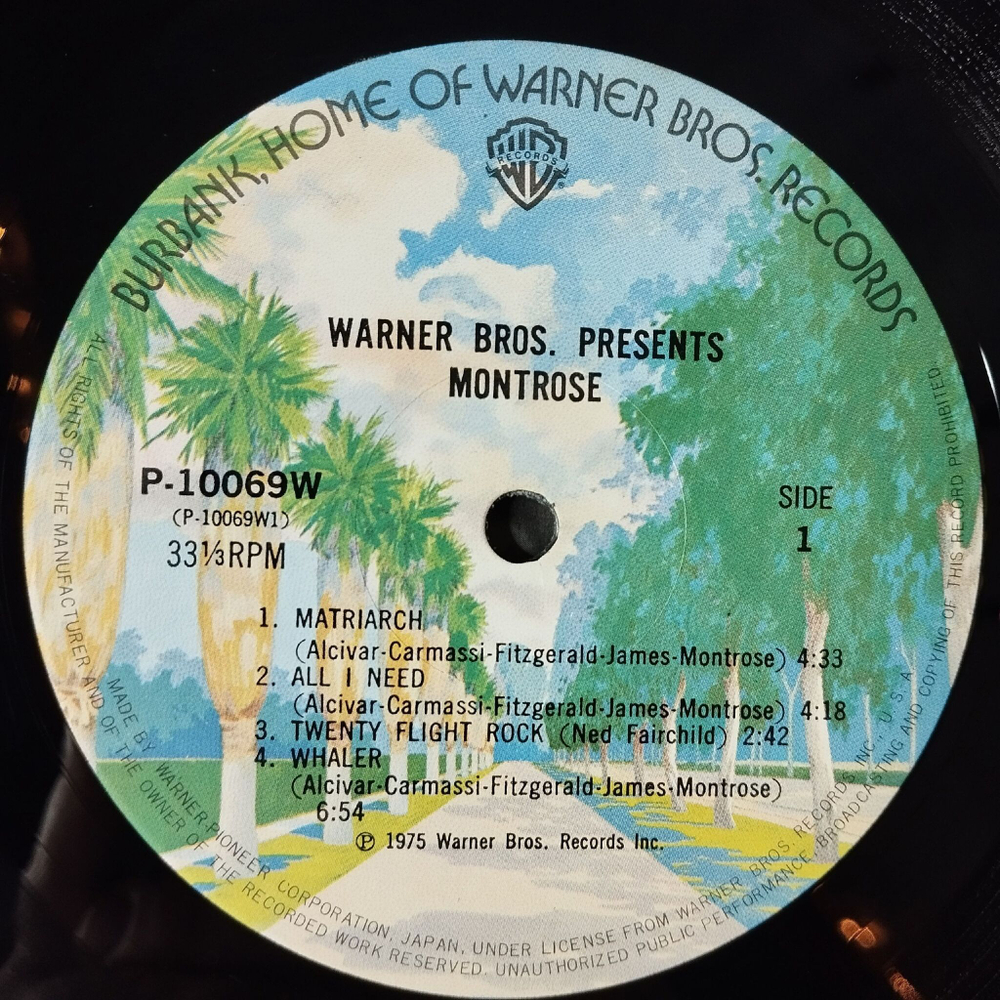 BURBANK, HOME OF WARNER BROS. RECORDS
WB
RECORDS
WARNER BROS. PRESENTS
MONTROSE
P-10069W
(P-10069W1)
33⅓RPM
SIDE
1
1. MATRIARCH
(Alcivar-Carmassi-Fitzgerald-James-Montrose) 4:33
2. ALL I NEED
(Alcivar-Carmassi-Fitzgerald-James-Montrose) 4:18
3. TWENTY FLIGHT ROCK (Ned Fairchild) 2:42
4. WHALER
(Alcivar-Carmassi-Fitzgerald-James-Montrose)
6:54
℗ 1975 Warner Bros. Records Inc.
MADE BY WARNER-PIONEER CORPORATION, JAPAN, UNDER LICENSE FROM WARNER BROS. RECORDS INC., U.S.A.
ALL RIGHTS OF THE MANUFACTURER AND OF THE OWNER OF THE RECORDED WORK RESERVED. UNAUTHORIZED PUBLIC PERFORMANCE, BROADCASTING AND COPYING OF THIS RECORD PROHIBITED.